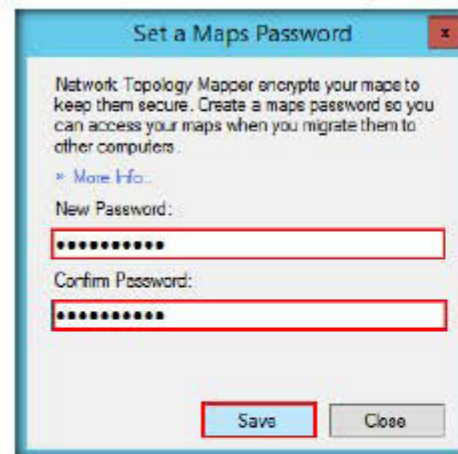 Set a Maps Password
x
Network Topology Mapper encrypts your maps to
keep them secure. Create a maps password so you
can access your maps when you migrate them to
other computers.
More Info..
New Password:
••••••••••
Confirm Password:
••••••••••
Save Close